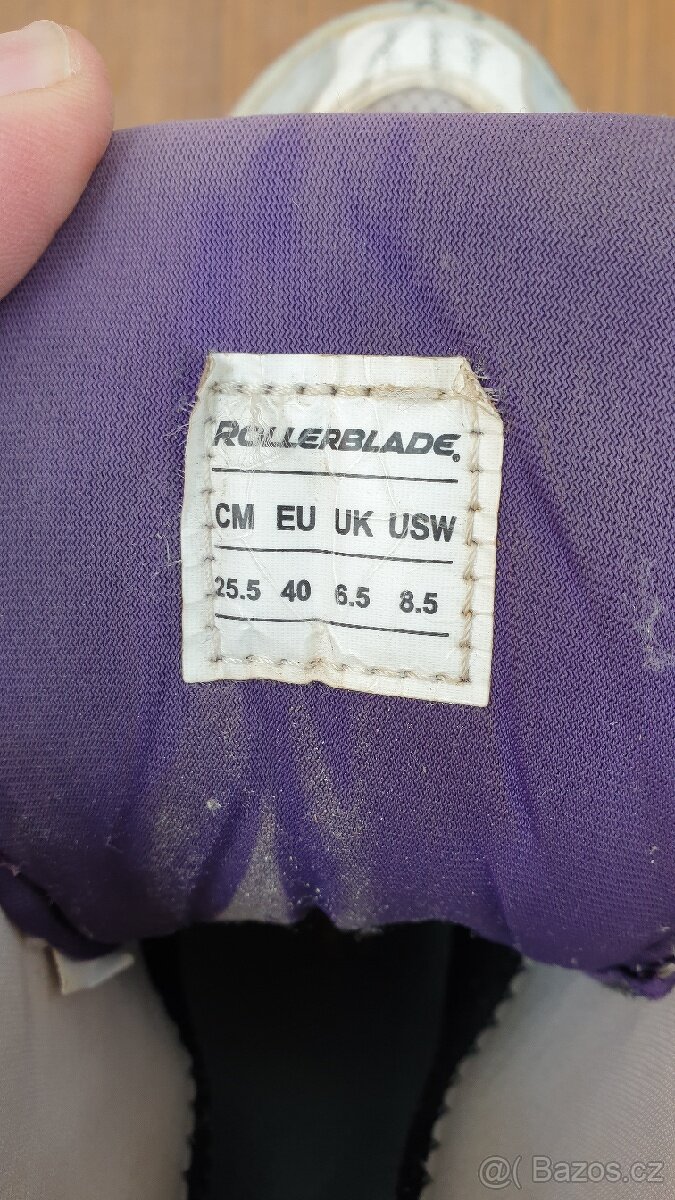 ROLLERBLADE®
CM EU UK USW
25.5 40 6.5 8.5
@( Bazos.cz